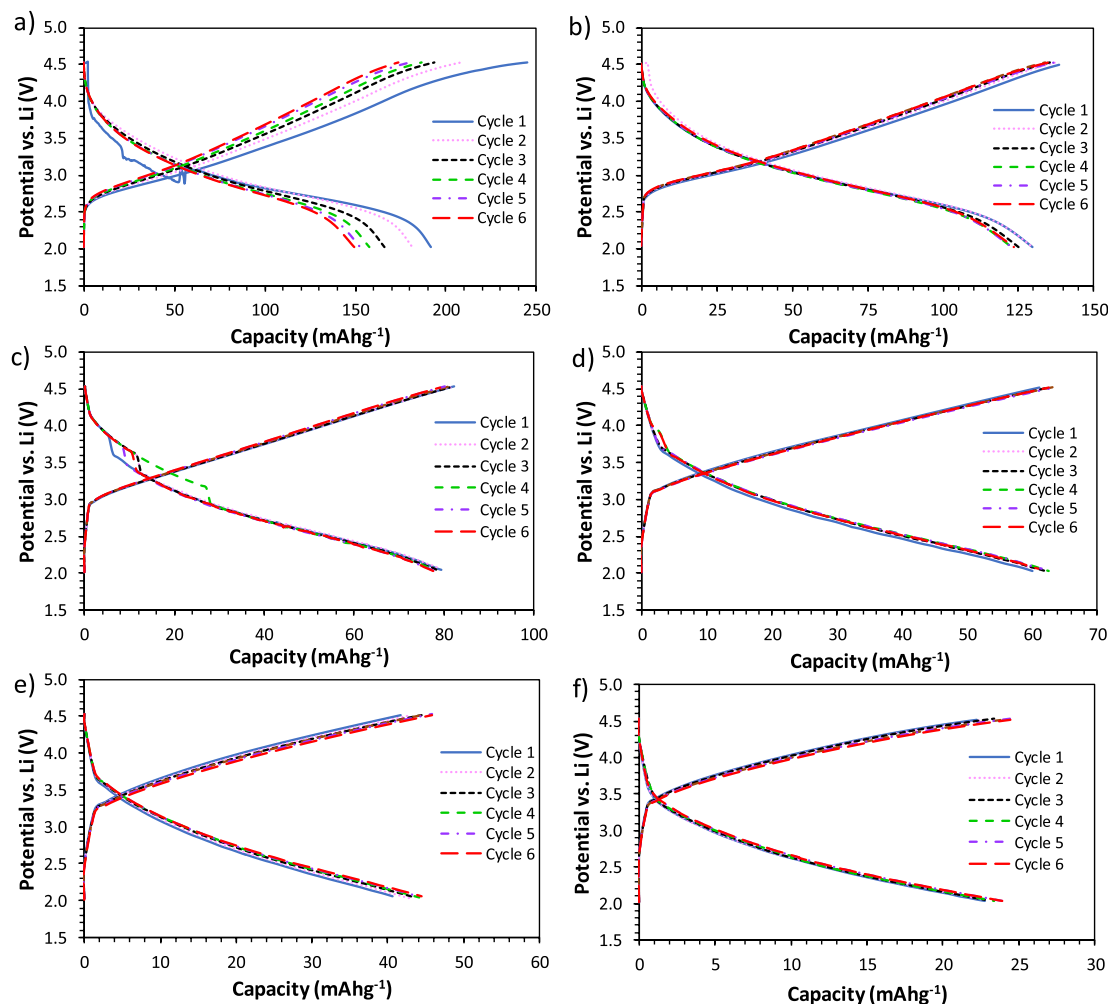 a)
5.0
4.5
4.0
3.5
3.0
2.5
2.0
1.5
Potential vs. Li (V)
0 50 100 150 200 250
Capacity (mAhg⁻¹)
Cycle 1
Cycle 2
Cycle 3
Cycle 4
Cycle 5
Cycle 6
b)
5.0
4.5
4.0
3.5
3.0
2.5
2.0
1.5
Potential vs. Li (V)
0 25 50 75 100 125 150
Capacity (mAhg⁻¹)
Cycle 1
Cycle 2
Cycle 3
Cycle 4
Cycle 5
Cycle 6
c)
5.0
4.5
4.0
3.5
3.0
2.5
2.0
1.5
Potential vs. Li (V)
0 20 40 60 80 100
Capacity (mAhg⁻¹)
Cycle 1
Cycle 2
Cycle 3
Cycle 4
Cycle 5
Cycle 6
d)
5.0
4.5
4.0
3.5
3.0
2.5
2.0
1.5
Potential vs. Li (V)
0 10 20 30 40 50 60 70
Capacity (mAhg⁻¹)
Cycle 1
Cycle 2
Cycle 3
Cycle 4
Cycle 5
Cycle 6
e)
5.0
4.5
4.0
3.5
3.0
2.5
2.0
1.5
Potential vs. Li (V)
0 10 20 30 40 50 60
Capacity (mAhg⁻¹)
Cycle 1
Cycle 2
Cycle 3
Cycle 4
Cycle 5
Cycle 6
f)
5.0
4.5
4.0
3.5
3.0
2.5
2.0
1.5
Potential vs. Li (V)
0 5 10 15 20 25 30
Capacity (mAhg⁻¹)
Cycle 1
Cycle 2
Cycle 3
Cycle 4
Cycle 5
Cycle 6